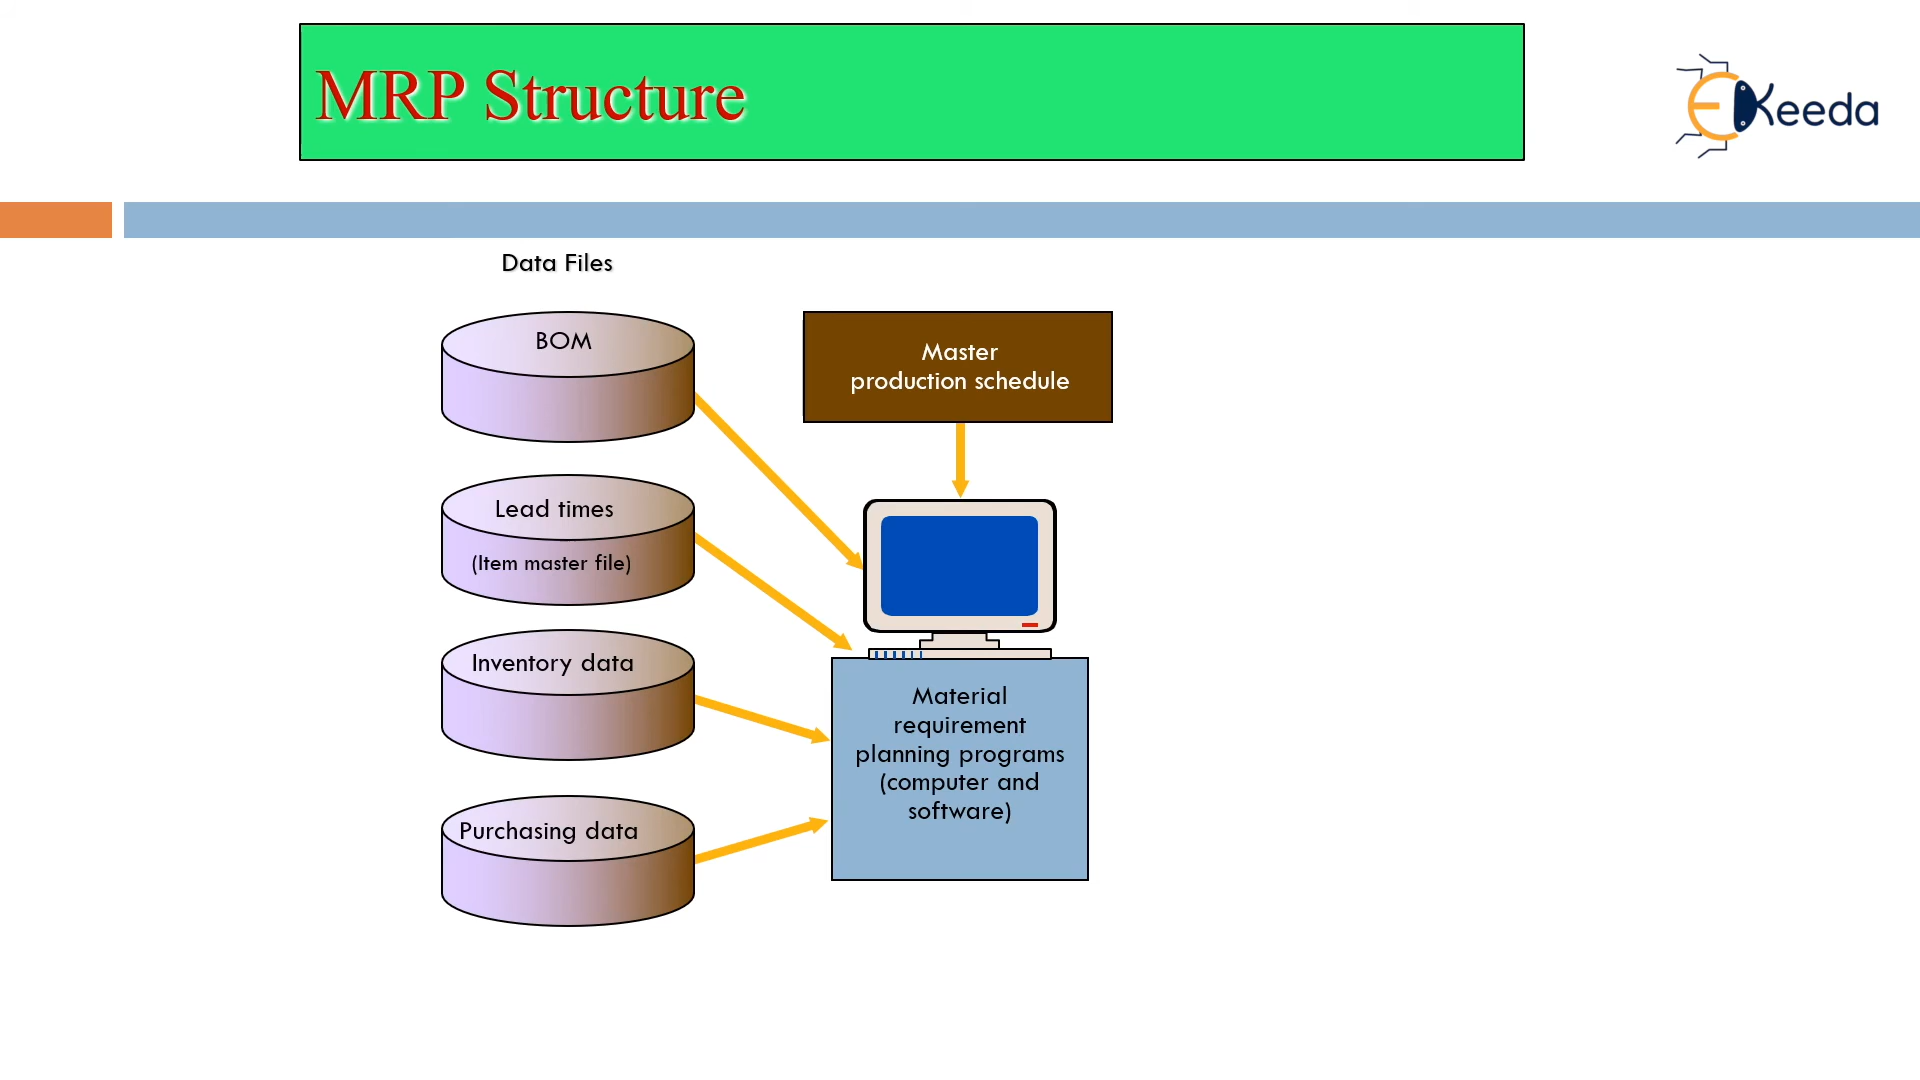 MRP Structure
EKeeda
Data Files
BOM
Master
production schedule
Lead times
(Item master file)
Inventory data
Material
requirement
planning programs
(computer and
software)
Purchasing data